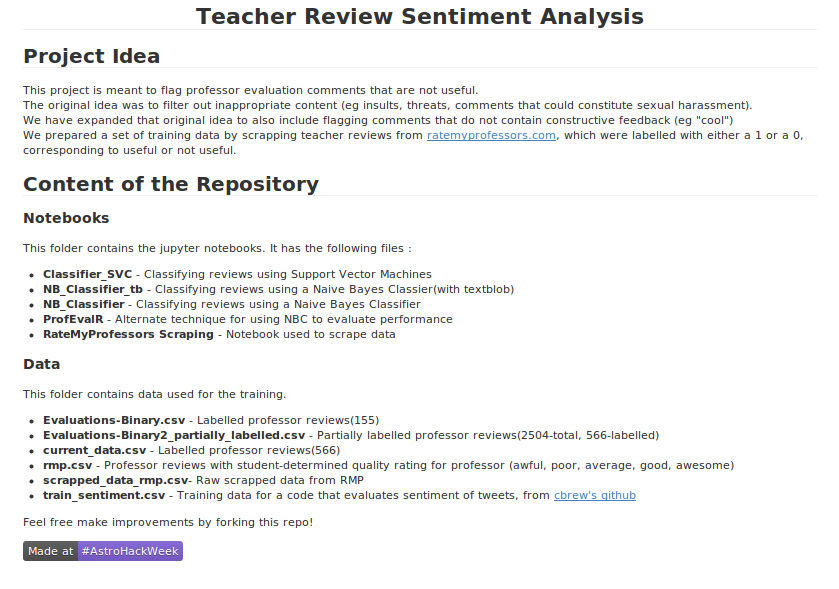 Teacher Review Sentiment Analysis
Project Idea
This project is meant to flag professor evaluation comments that are not useful.
The original idea was to filter out inappropriate content (eg insults, threats, comments that could constitute sexual harassment).
We have expanded that original idea to also include flagging comments that do not contain constructive feedback (eg "cool")
We prepared a set of training data by scrapping teacher reviews from ratemyprofessors.com, which were labelled with either a 1 or a 0,
corresponding to useful or not useful.
Content of the Repository
Notebooks
This folder contains the jupyter notebooks. It has the following files :
• Classifier_SVC - Classifying reviews using Support Vector Machines
• NB_Classifier_tb - Classifying reviews using a Naive Bayes Classier(with textblob)
• NB_Classifier - Classifying reviews using a Naive Bayes Classifier
• ProfEvalR - Alternate technique for using NBC to evaluate performance
• RateMyProfessors Scraping - Notebook used to scrape data
Data
This folder contains data used for the training.
• Evaluations-Binary.csv - Labelled professor reviews(155)
• Evaluations-Binary2_partially_labelled.csv - Partially labelled professor reviews(2504-total, 566-labelled)
• current_data.csv - Labelled professor reviews(566)
• rmp.csv - Professor reviews with student-determined quality rating for professor (awful, poor, average, good, awesome)
• scrapped_data_rmp.csv- Raw scrapped data from RMP
• train_sentiment.csv - Training data for a code that evaluates sentiment of tweets, from cbrew's github
Feel free make improvements by forking this repo!
Made at #AstroHackWeek